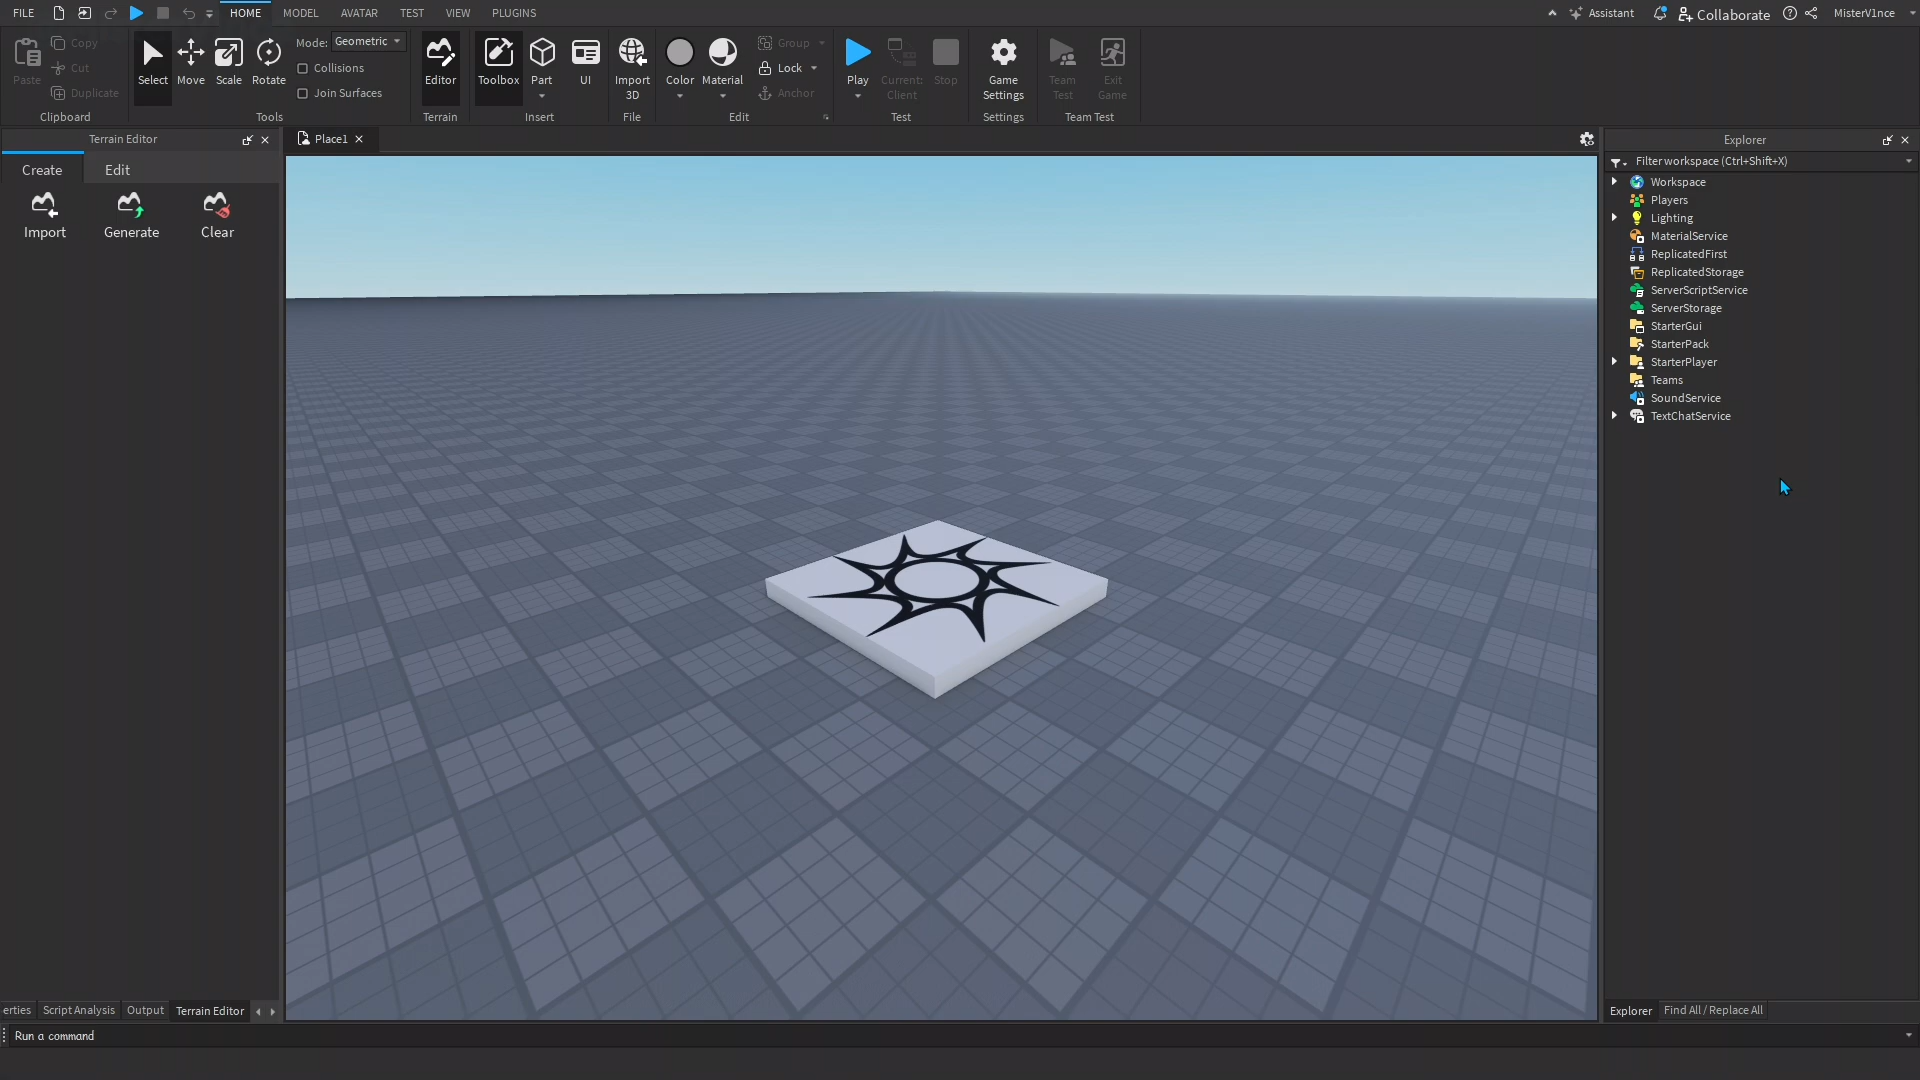 FILE HOME MODEL AVATAR TEST VIEW PLUGINS Assistant Collaborate MisterV1nce
Paste Copy Cut Duplicate
Clipboard
Select Move Scale Rotate
Mode: Geometric
Collisions
Join Surfaces
Tools
Editor
Terrain
Toolbox Part UI
Insert
Import
3D
File
Color Material
Group
Lock
Anchor
Edit
Play
Current:
Client
Stop
Test
Game
Settings
Settings
Team
Test
Exit
Game
Team Test
Terrain Editor
Create Edit
Import Generate Clear
Place1
Explorer
Filter workspace (Ctrl+Shift+X)
Workspace
Players
Lighting
MaterialService
ReplicatedFirst
ReplicatedStorage
ServerScriptService
ServerStorage
StarterGui
StarterPack
StarterPlayer
Teams
SoundService
TextChatService
erties Script Analysis Output Terrain Editor
Explorer Find All / Replace All
Run a command